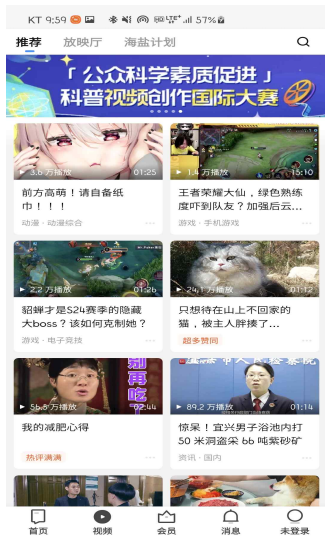 KT 9:59 57%
推荐 放映厅 海盐计划
「公众科学素质促进」
科普视频创作国际大赛
3.6 万播放 01:25
1.4 万播放 15:10
前方高萌！请自备纸
巾！！！
动漫 · 动漫综合
王者荣耀大仙，绿色熟练
度吓到队友？加强后云...
游戏 · 手机游戏
2.2 万播放 01:26
24.1 万播放 01:12
貂蝉才是S24赛季的隐藏
大boss？该如何克制她？
游戏 · 电子竞技
只想待在山上不回家的
猫，被主人胖揍了...
超多赞同
别再吃
56.5 万播放 02:44
89.2 万播放 01:14
我的减肥心得
热评满满
惊呆！宜兴男子浴池内打
50 米洞盗采 bb 吨紫砂矿
资讯 · 国内
首页 视频 会员 消息 未登录